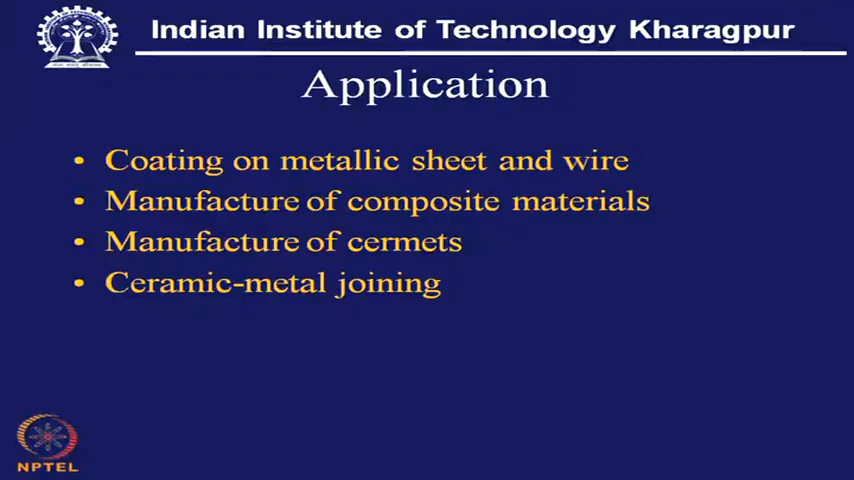 Indian Institute of Technology Kharagpur
Application
• Coating on metallic sheet and wire
• Manufacture of composite materials
• Manufacture of cermets
• Ceramic-metal joining
NPTEL